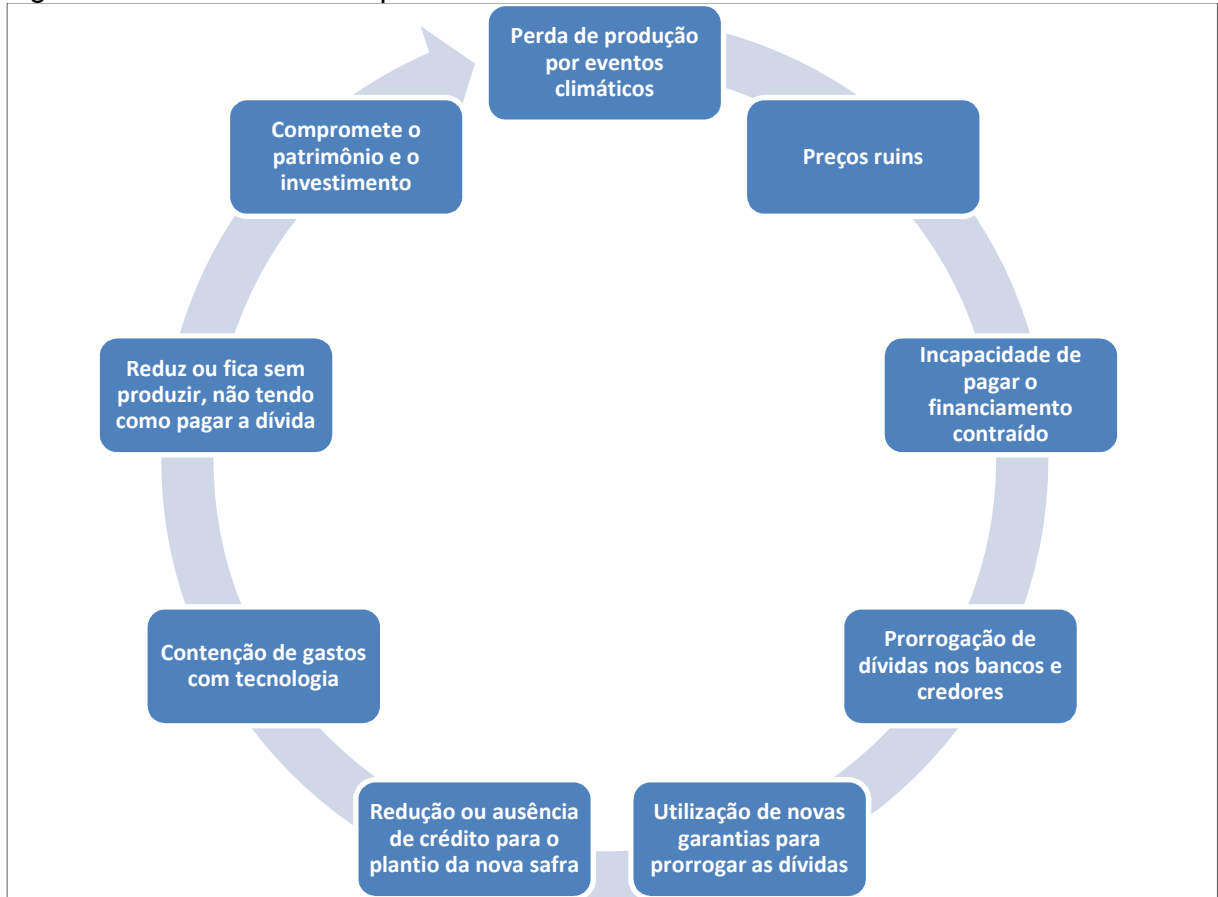 Perda de produção
por eventos
climáticos
Preços ruins
Incapacidade de
pagar o
financiamento
contraído
Prorrogação de
dívidas nos bancos e
credores
Utilização de novas
garantias para
prorrogar as dívidas
Redução ou ausência
de crédito para o
plantio da nova safra
Contenção de gastos
com tecnologia
Reduz ou fica sem
produzir, não tendo
como pagar a dívida
Compromete o
patrimônio e o
investimento